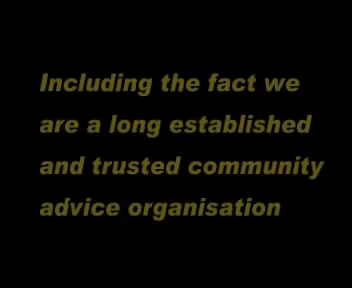 Including the fact we
are a long established
and trusted community
advice organisation